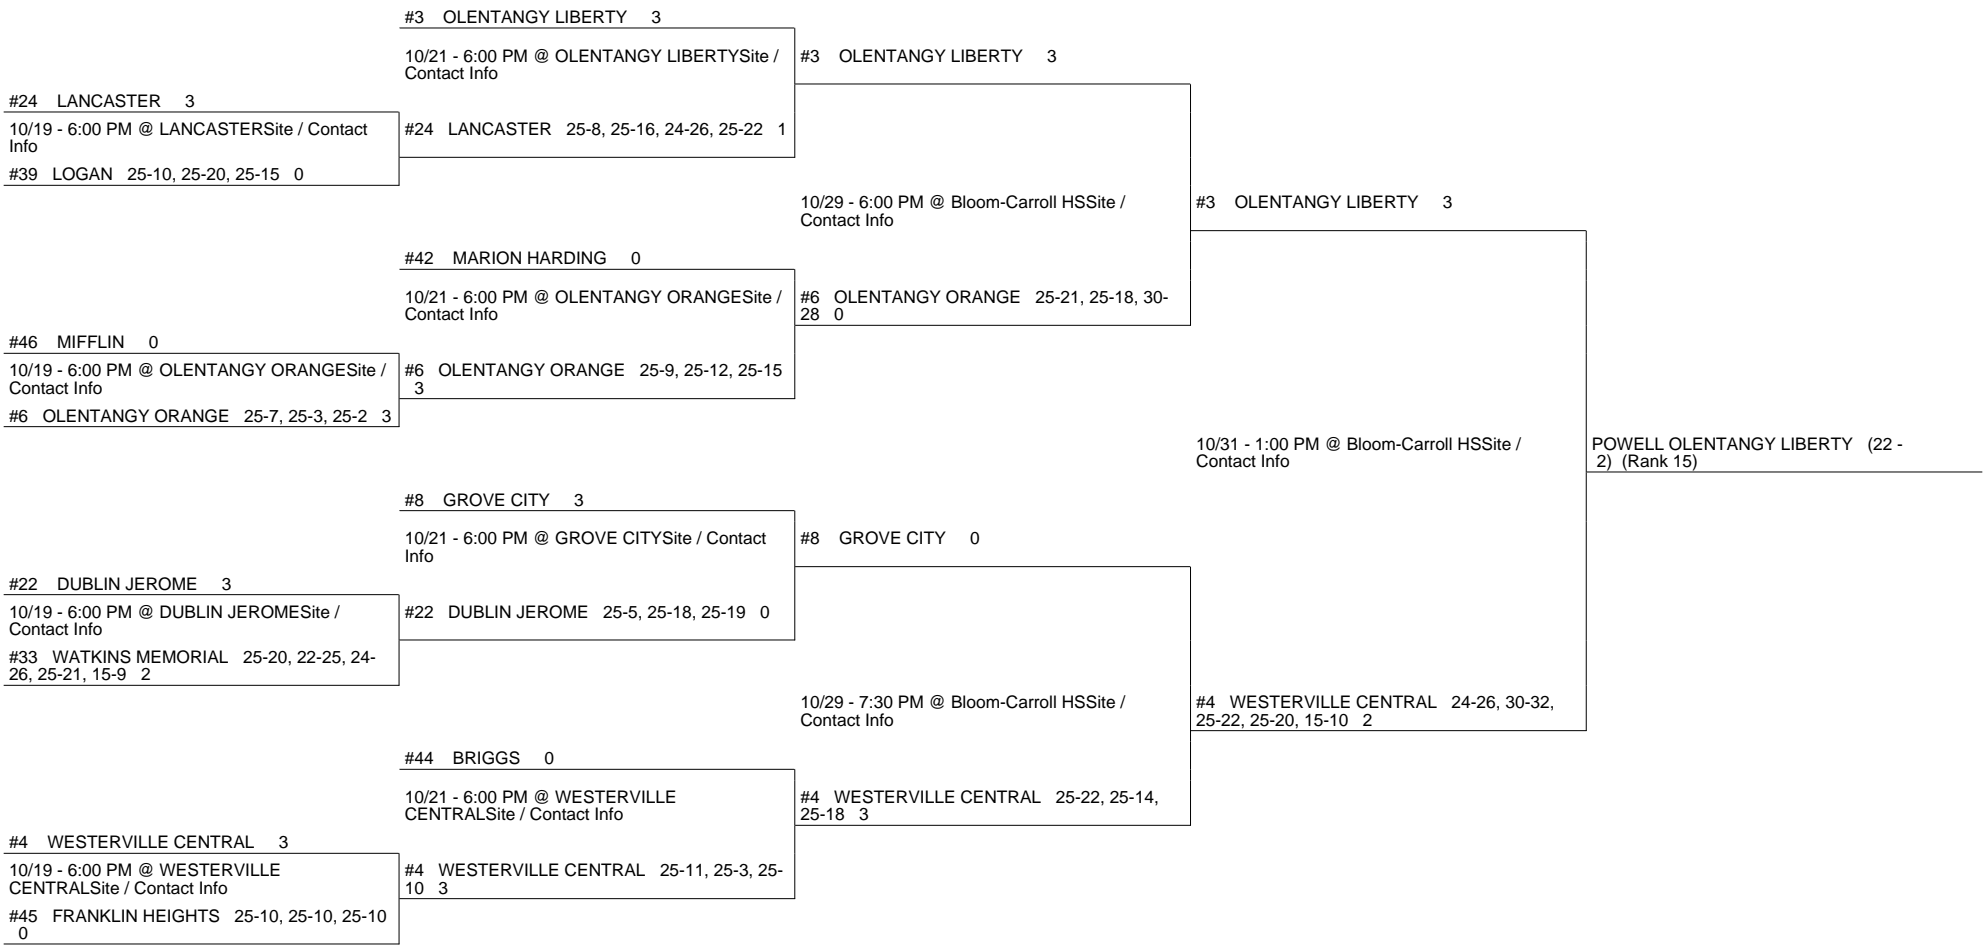 #3 OLENTANGY LIBERTY 3
10/21 - 6:00 PM @ OLENTANGY LIBERTYSite /
Contact Info
#3 OLENTANGY LIBERTY 3
#24 LANCASTER 3
10/19 - 6:00 PM @ LANCASTERSite / Contact
Info
#24 LANCASTER 25-8, 25-16, 24-26, 25-22 1
#39 LOGAN 25-10, 25-20, 25-15 0
10/29 - 6:00 PM @ Bloom-Carroll HSSite /
Contact Info
#3 OLENTANGY LIBERTY 3
#42 MARION HARDING 0
10/21 - 6:00 PM @ OLENTANGY ORANGESite /
Contact Info
#6 OLENTANGY ORANGE 25-21, 25-18, 30-
28 0
#46 MIFFLIN 0
10/19 - 6:00 PM @ OLENTANGY ORANGESite /
Contact Info
#6 OLENTANGY ORANGE 25-9, 25-12, 25-15
3
#6 OLENTANGY ORANGE 25-7, 25-3, 25-2 3
10/31 - 1:00 PM @ Bloom-Carroll HSSite /
Contact Info
POWELL OLENTANGY LIBERTY (22 -
2) (Rank 15)
#8 GROVE CITY 3
10/21 - 6:00 PM @ GROVE CITYSite / Contact
Info
#8 GROVE CITY 0
#22 DUBLIN JEROME 3
10/19 - 6:00 PM @ DUBLIN JEROMESite /
Contact Info
#22 DUBLIN JEROME 25-5, 25-18, 25-19 0
#33 WATKINS MEMORIAL 25-20, 22-25, 24-
26, 25-21, 15-9 2
10/29 - 7:30 PM @ Bloom-Carroll HSSite /
Contact Info
#4 WESTERVILLE CENTRAL 24-26, 30-32,
25-22, 25-20, 15-10 2
#44 BRIGGS 0
10/21 - 6:00 PM @ WESTERVILLE
CENTRALSite / Contact Info
#4 WESTERVILLE CENTRAL 25-22, 25-14,
25-18 3
#4 WESTERVILLE CENTRAL 3
10/19 - 6:00 PM @ WESTERVILLE
CENTRALSite / Contact Info
#4 WESTERVILLE CENTRAL 25-11, 25-3, 25-
10 3
#45 FRANKLIN HEIGHTS 25-10, 25-10, 25-10
0